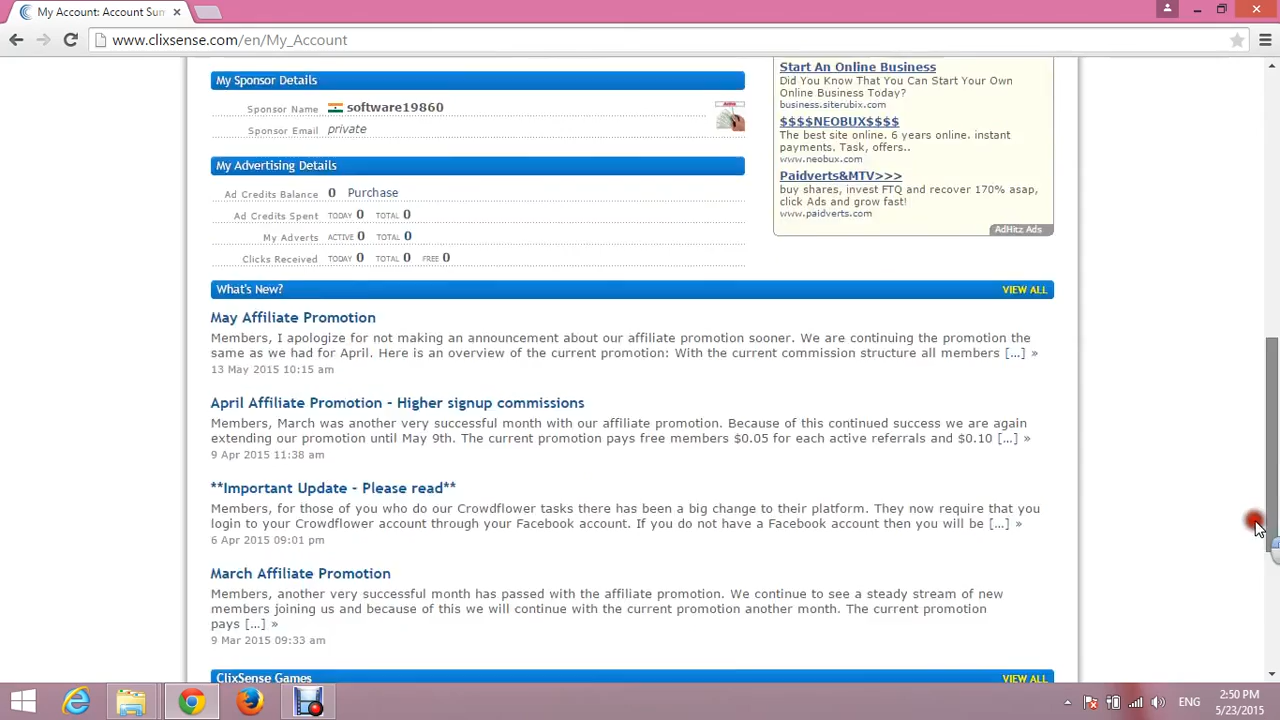 My Account: Account Sum
www.clixsense.com/en/My_Account
My Sponsor Details
Sponsor Name software19860
Sponsor Email private
My Advertising Details
Ad Credits Balance 0 Purchase
Ad Credits Spent TODAY 0 TOTAL 0
My Adverts ACTIVE 0 TOTAL 0
Clicks Received TODAY 0 TOTAL 0 FREE 0
Start An Online Business
Did You Know That You Can Start Your Own
Online Business Today?
business.siterubix.com
$$$$NEOBUX$$$$
The best site online. 6 years online. instant
payments. Task, offers..
www.neobux.com
Paidverts&MTV>>>
buy shares, invest FTQ and recover 170% asap,
click Ads and grow fast!
www.paidverts.com
AdHitz Ads
What's New? VIEW ALL
May Affiliate Promotion
Members, I apologize for not making an announcement about our affiliate promotion sooner. We are continuing the promotion the
same as we had for April. Here is an overview of the current promotion: With the current commission structure all members [...] »
13 May 2015 10:15 am
April Affiliate Promotion - Higher signup commissions
Members, March was another very successful month with our affiliate promotion. Because of this continued success we are again
extending our promotion until May 9th. The current promotion pays free members $0.05 for each active referrals and $0.10 [...] »
9 Apr 2015 11:38 am
**Important Update - Please read**
Members, for those of you who do our Crowdflower tasks there has been a big change to their platform. They now require that you
login to your Crowdflower account through your Facebook account. If you do not have a Facebook account then you will be [...] »
6 Apr 2015 09:01 pm
March Affiliate Promotion
Members, another very successful month has passed with the affiliate promotion. We continue to see a steady stream of new
members joining us and because of this we will continue with the current promotion another month. The current promotion
pays [...] »
9 Mar 2015 09:33 am
ClixSense Games VIEW ALL
ENG
2:50 PM
5/23/2015